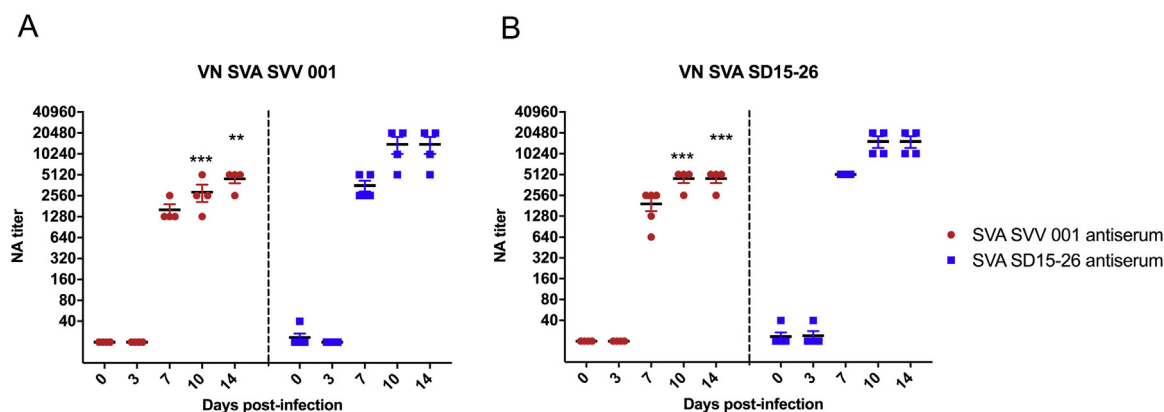 A
VN SVA SVV 001
NA titer
40960
20480
10240
5120
2560
1280
640
320
160
80
40
***
**
0 3 7 10 14 0 3 7 10 14
Days post-infection
B
VN SVA SD15-26
NA titer
40960
20480
10240
5120
2560
1280
640
320
160
80
40
***
***
0 3 7 10 14 0 3 7 10 14
Days post-infection
SVA SVV 001 antiserum
SVA SD15-26 antiserum